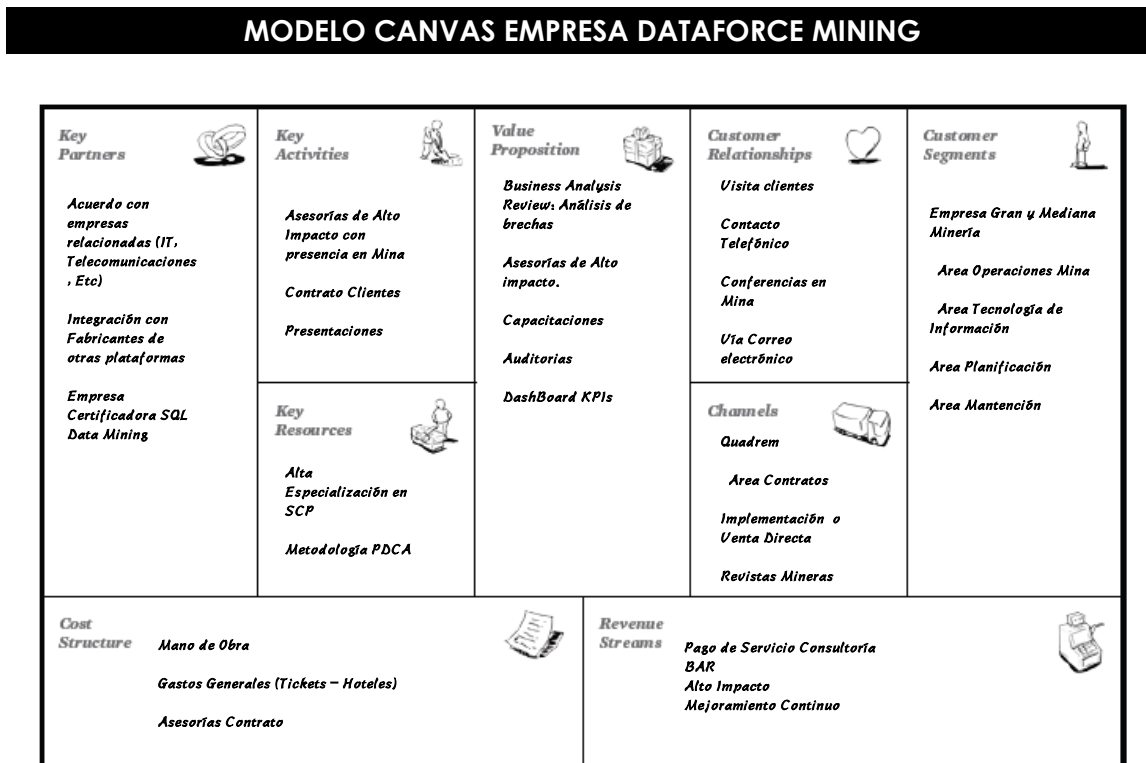 MODELO CANVAS EMPRESA DATAFORCE MINING
Key
Partners
Acuerdo con
empresas
relacionadas (IT,
Telecomunicaciones
, Etc)
Integración con
Fabricantes de
otras plataformas
Empresa
Certificadora SQL
Data Mining
Key
Activities
Asesorías de Alto
Impacto con
presencia en Mina
Contrato Clientes
Presentaciones
Key
Resources
Alta
Especialización en
SCP
Metodología PDCA
Value
Proposition
Business Analysis
Review: Análisis de
brechas
Asesorías de Alto
impacto.
Capacitaciones
Auditorias
DashBoard KPIs
Customer
Relationships
Visita clientes
Contacto
Telefónico
Conferencias en
Mina
Vía Correo
electrónico
Channels
Quadrem
Area Contratos
Implementación o
Venta Directa
Revistas Mineras
Customer
Segments
Empresa Gran y Mediana
Minería
Area Operaciones Mina
Area Tecnología de
Información
Area Planificación
Area Mantención
Cost
Structure
Mano de Obra
Gastos Generales (Tickets – Hoteles)
Asesorías Contrato
Revenue
Streams
Pago de Servicio Consultoría
BAR
Alto Impacto
Mejoramiento Continuo